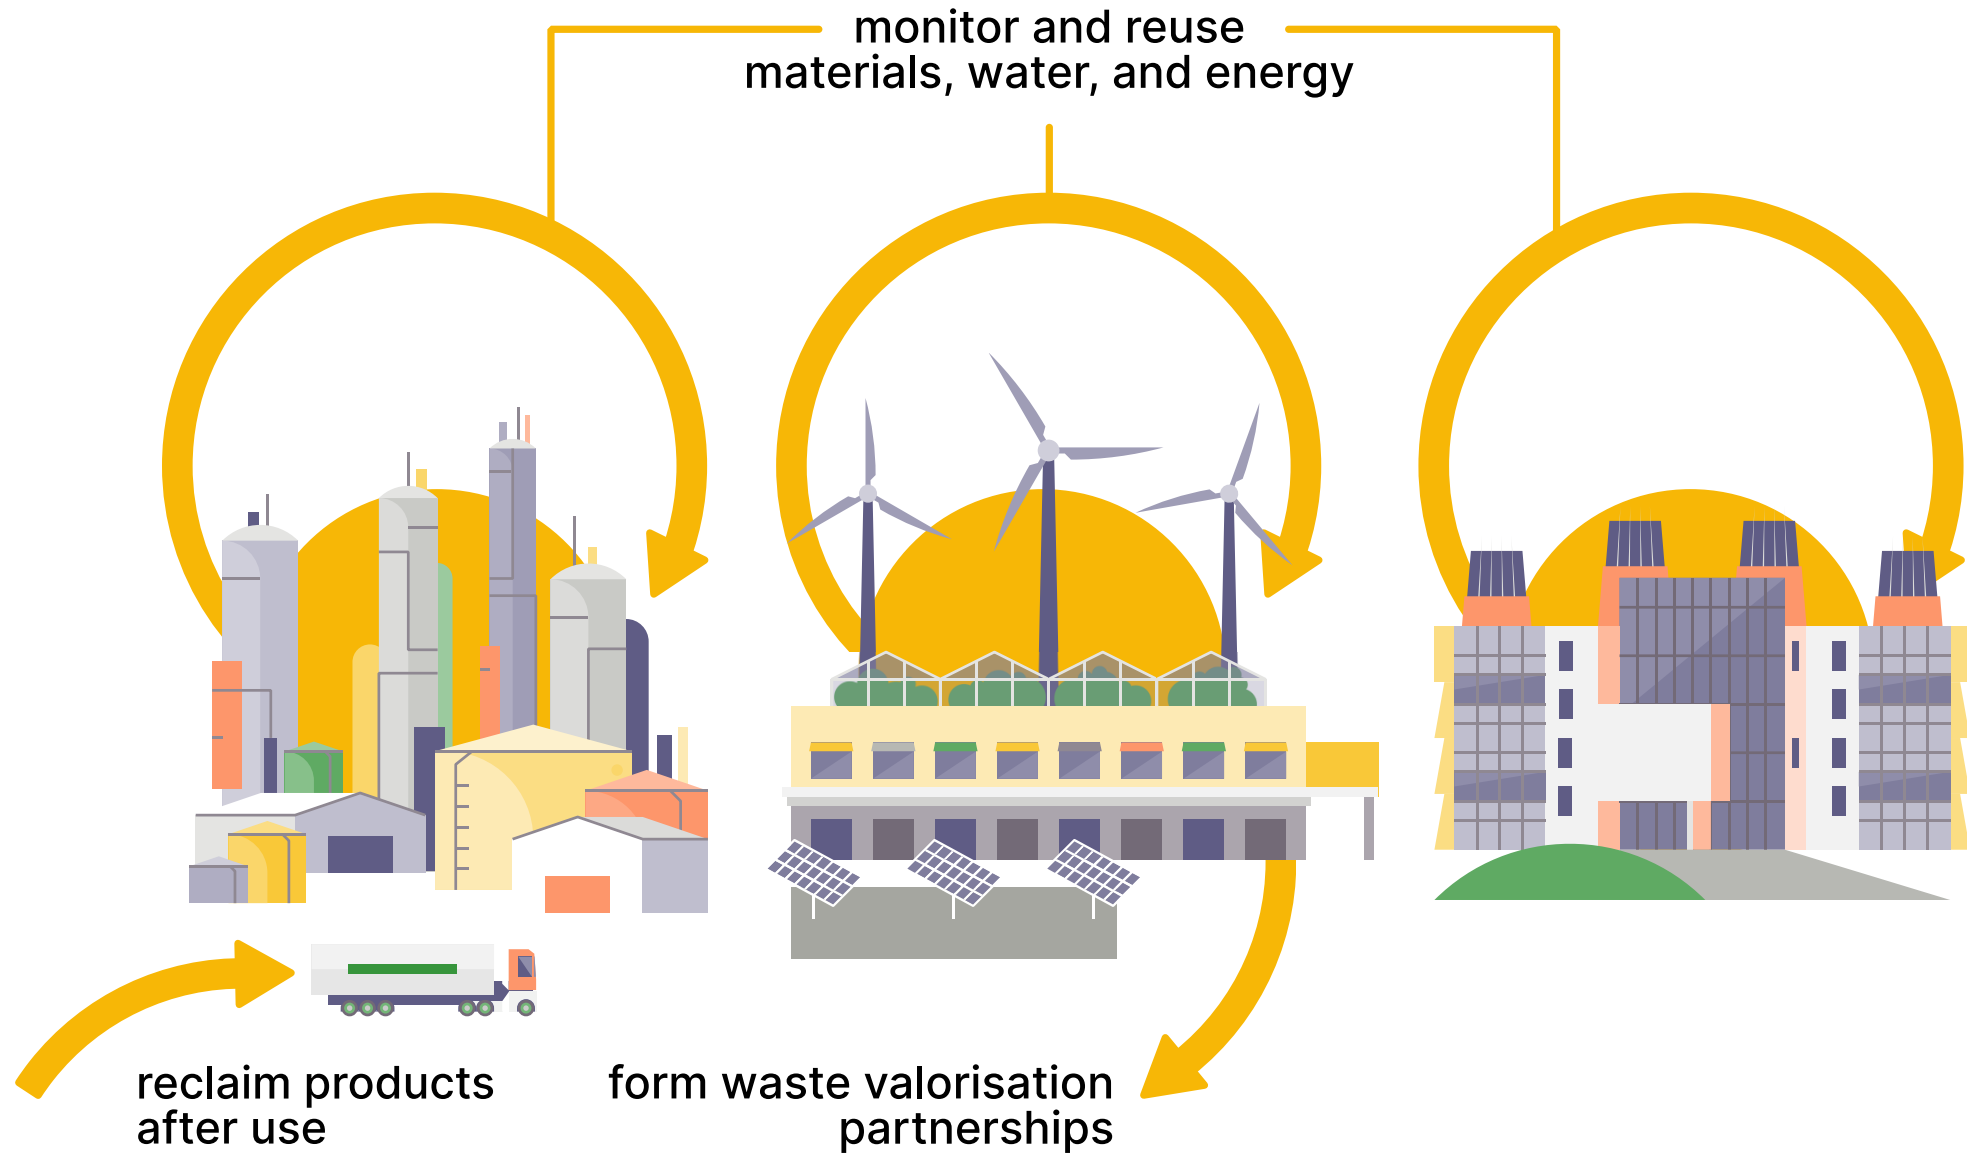 monitor and reuse
materials, water, and energy
reclaim products
after use
form waste valorisation
partnerships